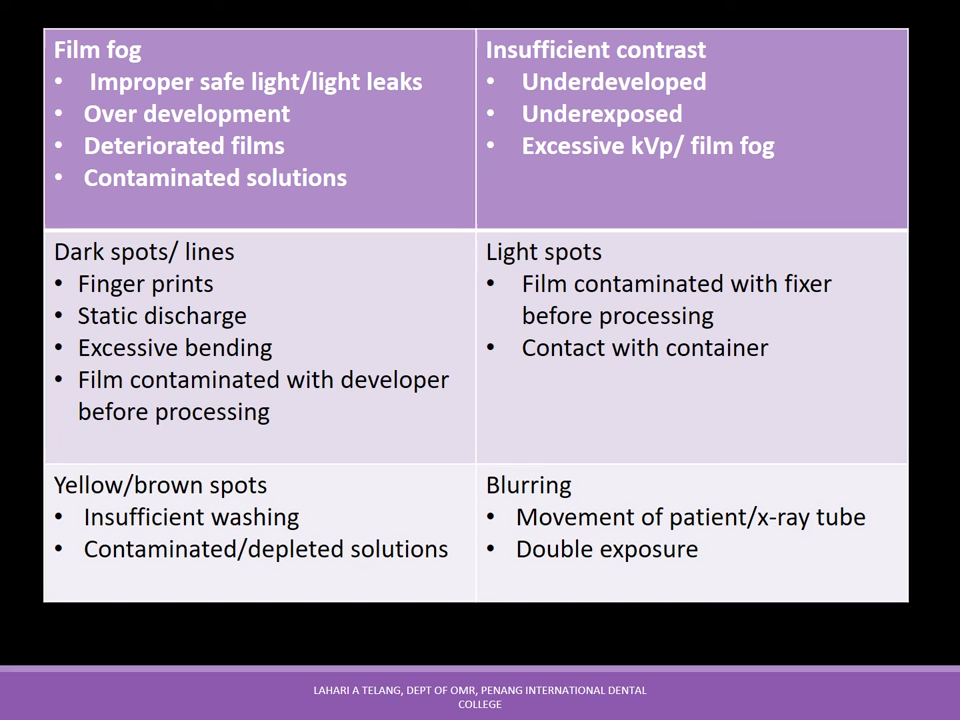 Film fog
• Improper safe light/light leaks
• Over development
• Deteriorated films
• Contaminated solutions
Insufficient contrast
• Underdeveloped
• Underexposed
• Excessive kVp/ film fog
Dark spots/ lines
• Finger prints
• Static discharge
• Excessive bending
• Film contaminated with developer
before processing
Light spots
• Film contaminated with fixer
before processing
• Contact with container
Yellow/brown spots
• Insufficient washing
• Contaminated/depleted solutions
Blurring
• Movement of patient/x-ray tube
• Double exposure
LAHARI A TELANG, DEPT OF OMR, PENANG INTERNATIONAL DENTAL
COLLEGE